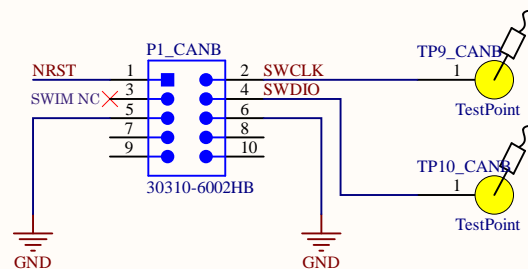 P1_CANB
TP9_CANB
NRST 1 2 SWCLK 1
SWIM NC 3 4 SWDIO
5 6 TestPoint
7 8
9 10 TP10_CANB
30310-6002HB 1
TestPoint
GND GND